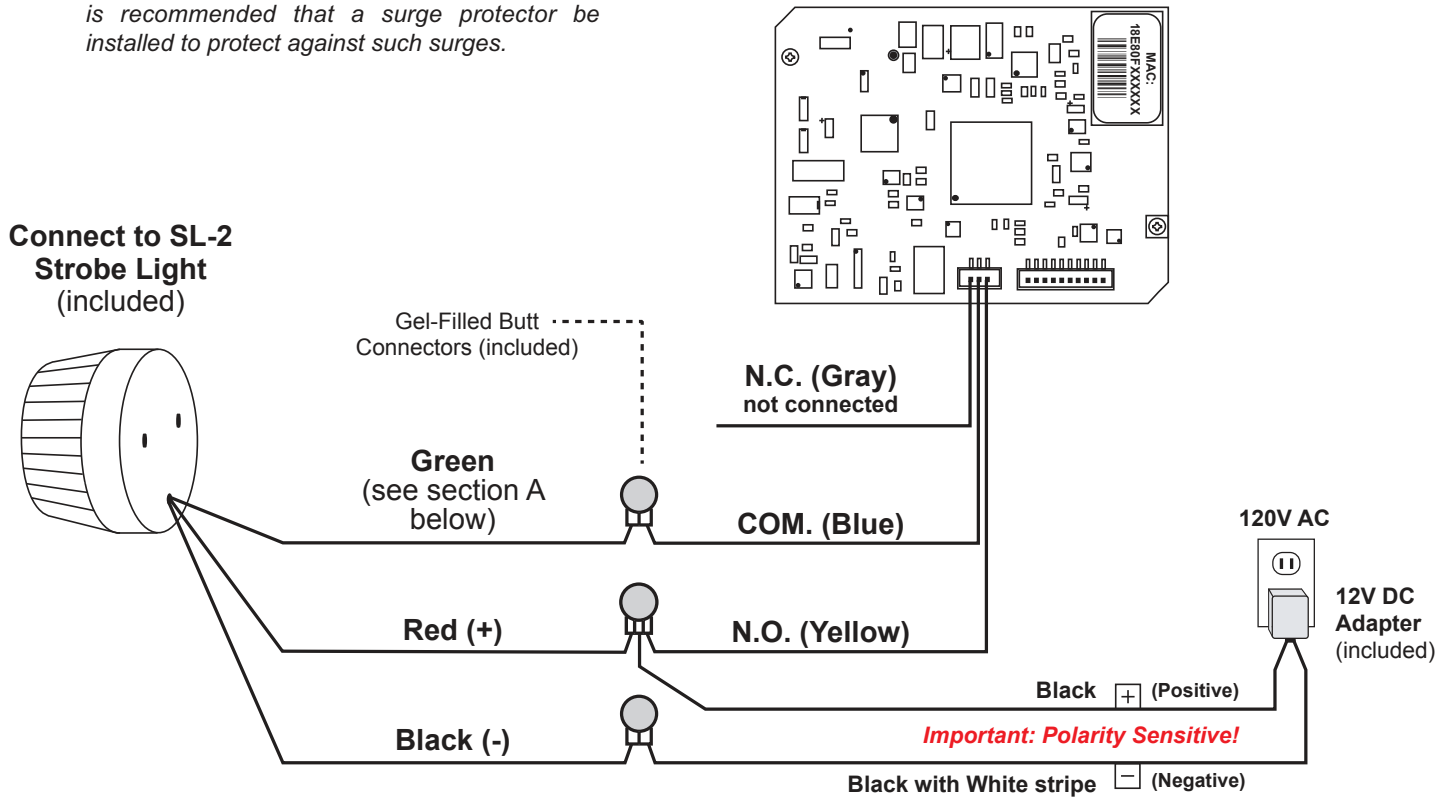 is recommended that a surge protector be
installed to protect against such surges.
MAC:
18E80FXXXXXX
Connect to SL-2
Strobe Light
(included)
Gel-Filled Butt
Connectors (included)
N.C. (Gray)
not connected
Green
(see section A
below)
COM. (Blue)
120V AC
12V DC
Adapter
(included)
Red (+)
N.O. (Yellow)
Black + (Positive)
Important: Polarity Sensitive!
Black (-)
Black with White stripe − (Negative)